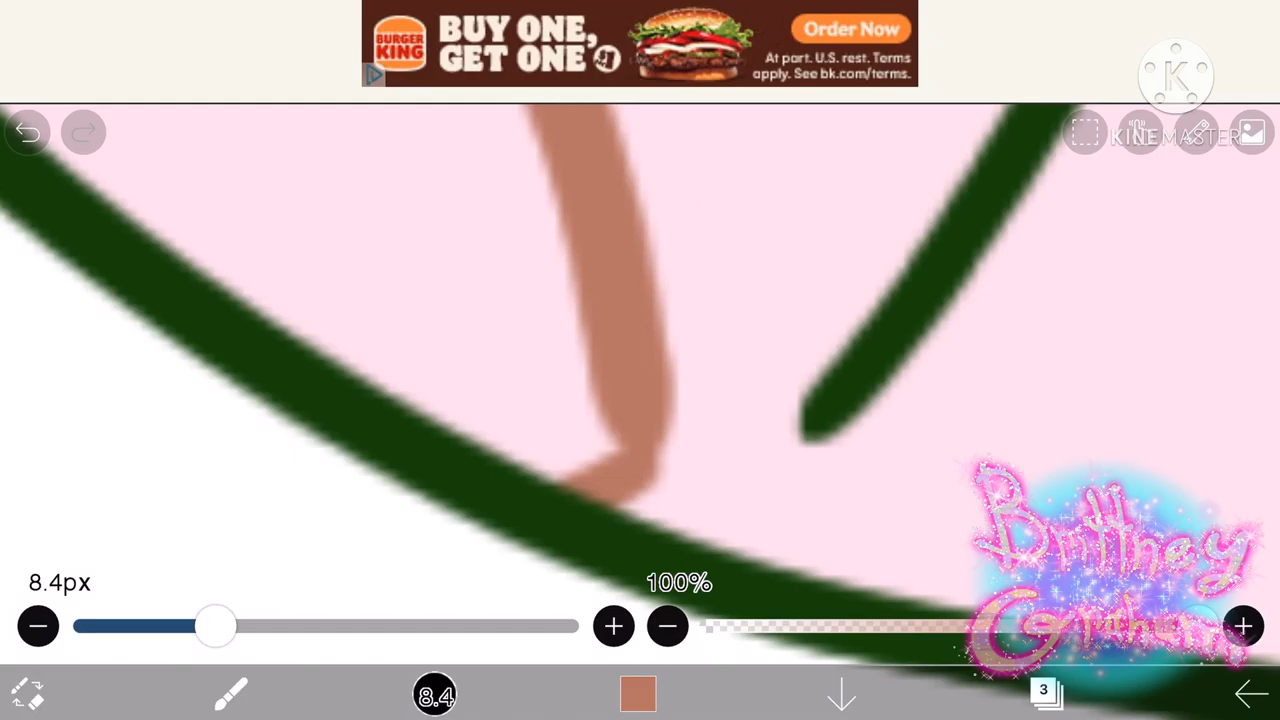 BURGER
KING
BUY ONE,
GET ONE $1
Order Now
At part. U.S. rest. Terms
apply. See bk.com/terms.
K
KINEMASTER
8.4px
100%
Brittney
8.4
3